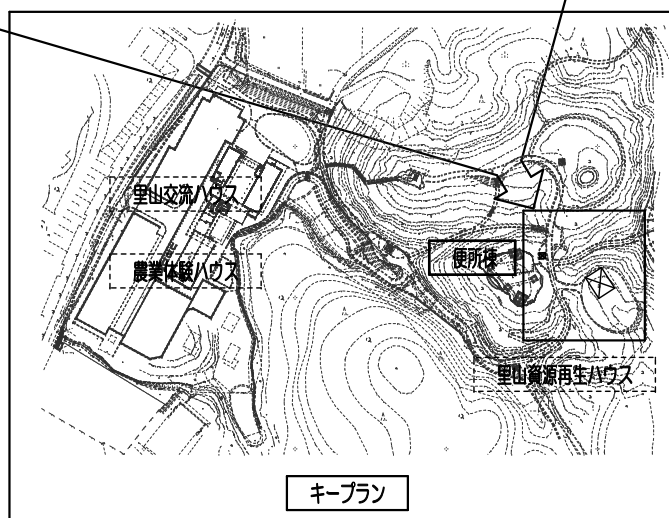 里山交流ハウス
農業体験ハウス
便所棟
里山資源再生ハウス
キープラン